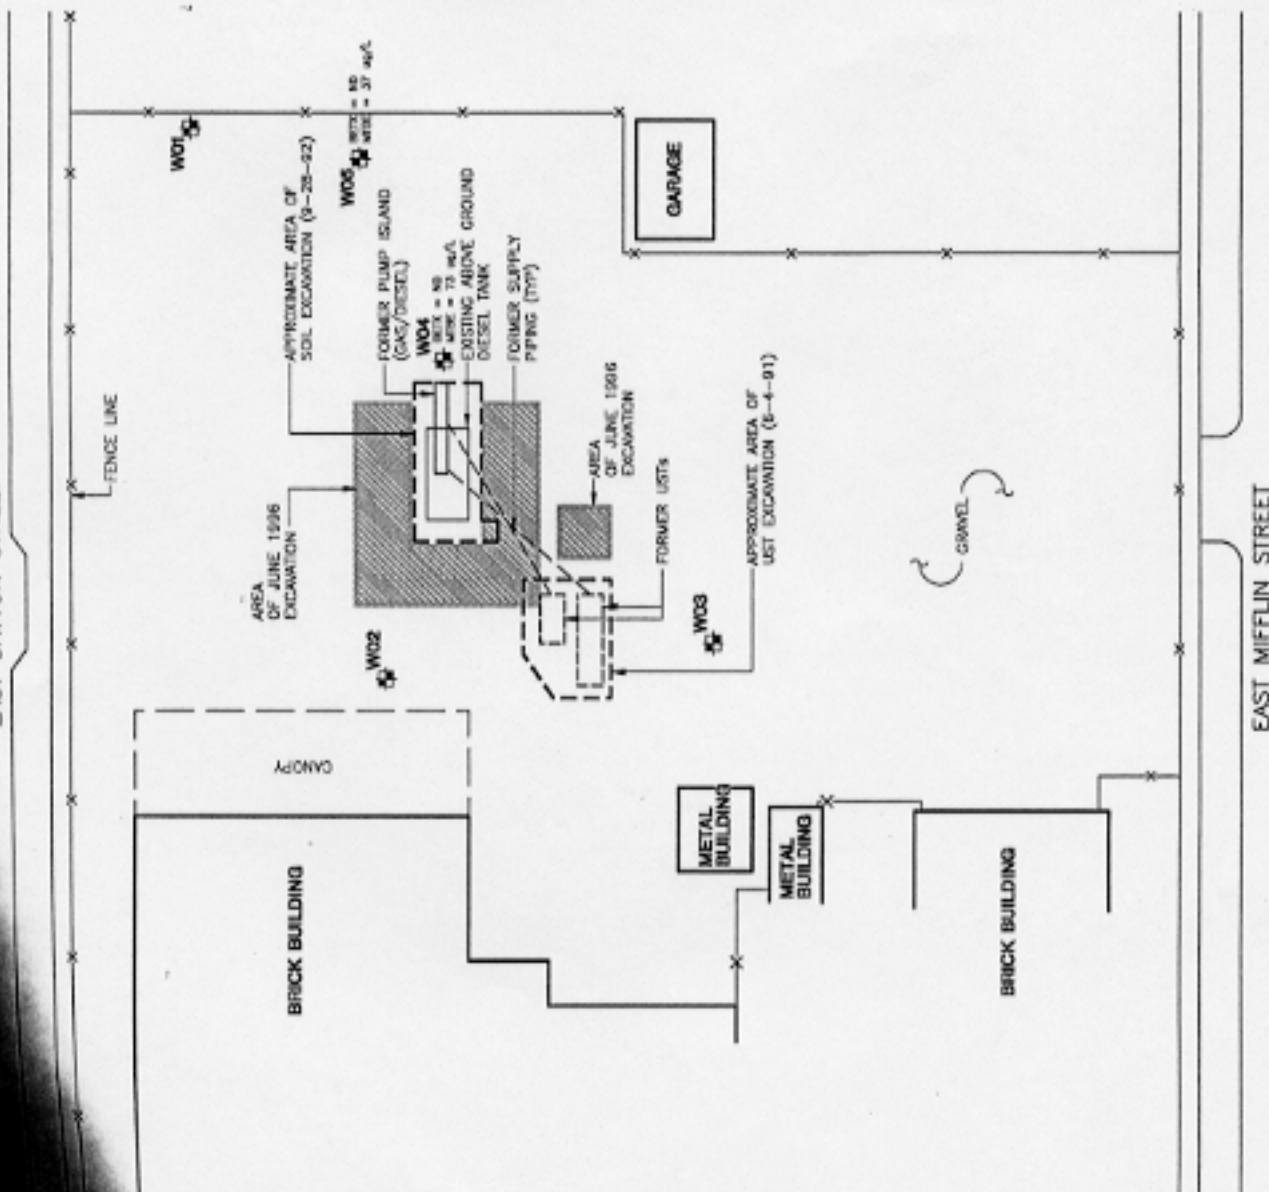 FENCE LINE
W01
W05
BETX = ND
MTBE = 37 ug/L
APPROXIMATE AREA OF
SOIL EXCAVATION (9-28-92)
FORMER PUMP ISLAND
(GAS/DIESEL)
W04
BETX = ND
MTBE = 73 ug/L
EXISTING ABOVE GROUND
DIESEL TANK
FORMER SUPPLY
PIPING (TYP)
GARAGE
AREA
OF JUNE 1996
EXCAVATION
AREA
OF JUNE 1996
EXCAVATION
FORMER USTs
APPROXIMATE AREA OF
UST EXCAVATION (6-4-91)
W02
W03
GRAVEL
CANOPY
BRICK BUILDING
METAL
BUILDING
METAL
BUILDING
BRICK BUILDING
EAST MIFFLIN STREET